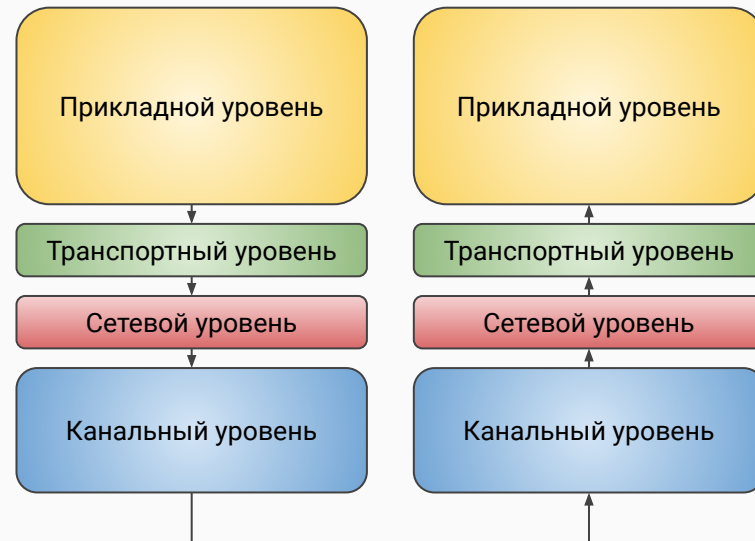 Прикладной уровень
Транспортный уровень
Сетевой уровень
Канальный уровень
Прикладной уровень
Транспортный уровень
Сетевой уровень
Канальный уровень